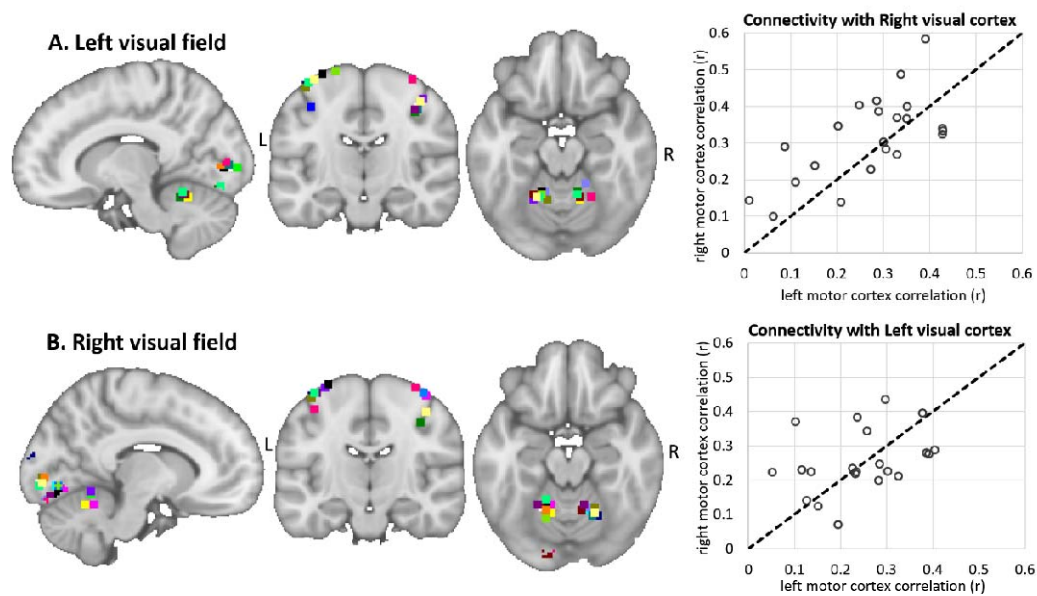 A. Left visual field
L
R
Connectivity with Right visual cortex
right motor cortex correlation (r)
0.6
0.5
0.4
0.3
0.2
0.1
0
0 0.1 0.2 0.3 0.4 0.5 0.6
left motor cortex correlation (r)
B. Right visual field
L
R
Connectivity with Left visual cortex
right motor cortex correlation (r)
0.6
0.5
0.4
0.3
0.2
0.1
0
0 0.1 0.2 0.3 0.4 0.5 0.6
left motor cortex correlation (r)